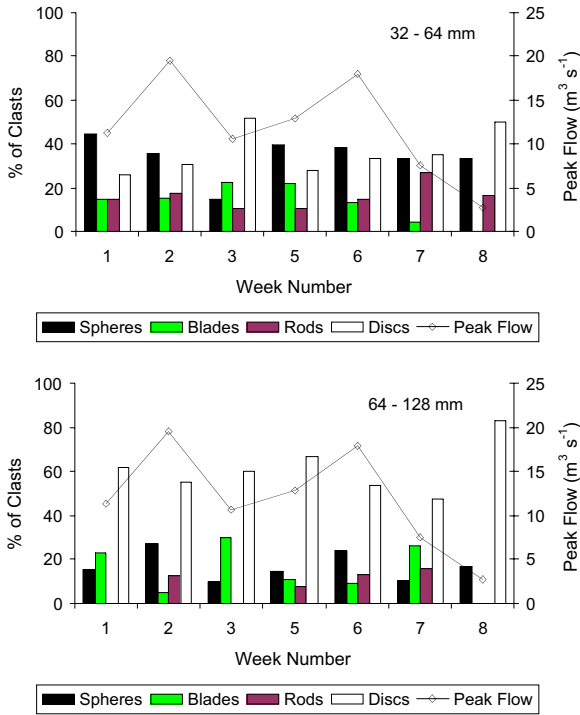 32 - 64 mm
% of Clasts
100
80
60
40
20
0
Peak Flow (m³ s⁻¹)
25
20
15
10
5
0
1 2 3 5 6 7 8
Week Number
Spheres Blades Rods Discs Peak Flow
64 - 128 mm
% of Clasts
100
80
60
40
20
0
Peak Flow (m³ s⁻¹)
25
20
15
10
5
0
1 2 3 5 6 7 8
Week Number
Spheres Blades Rods Discs Peak Flow